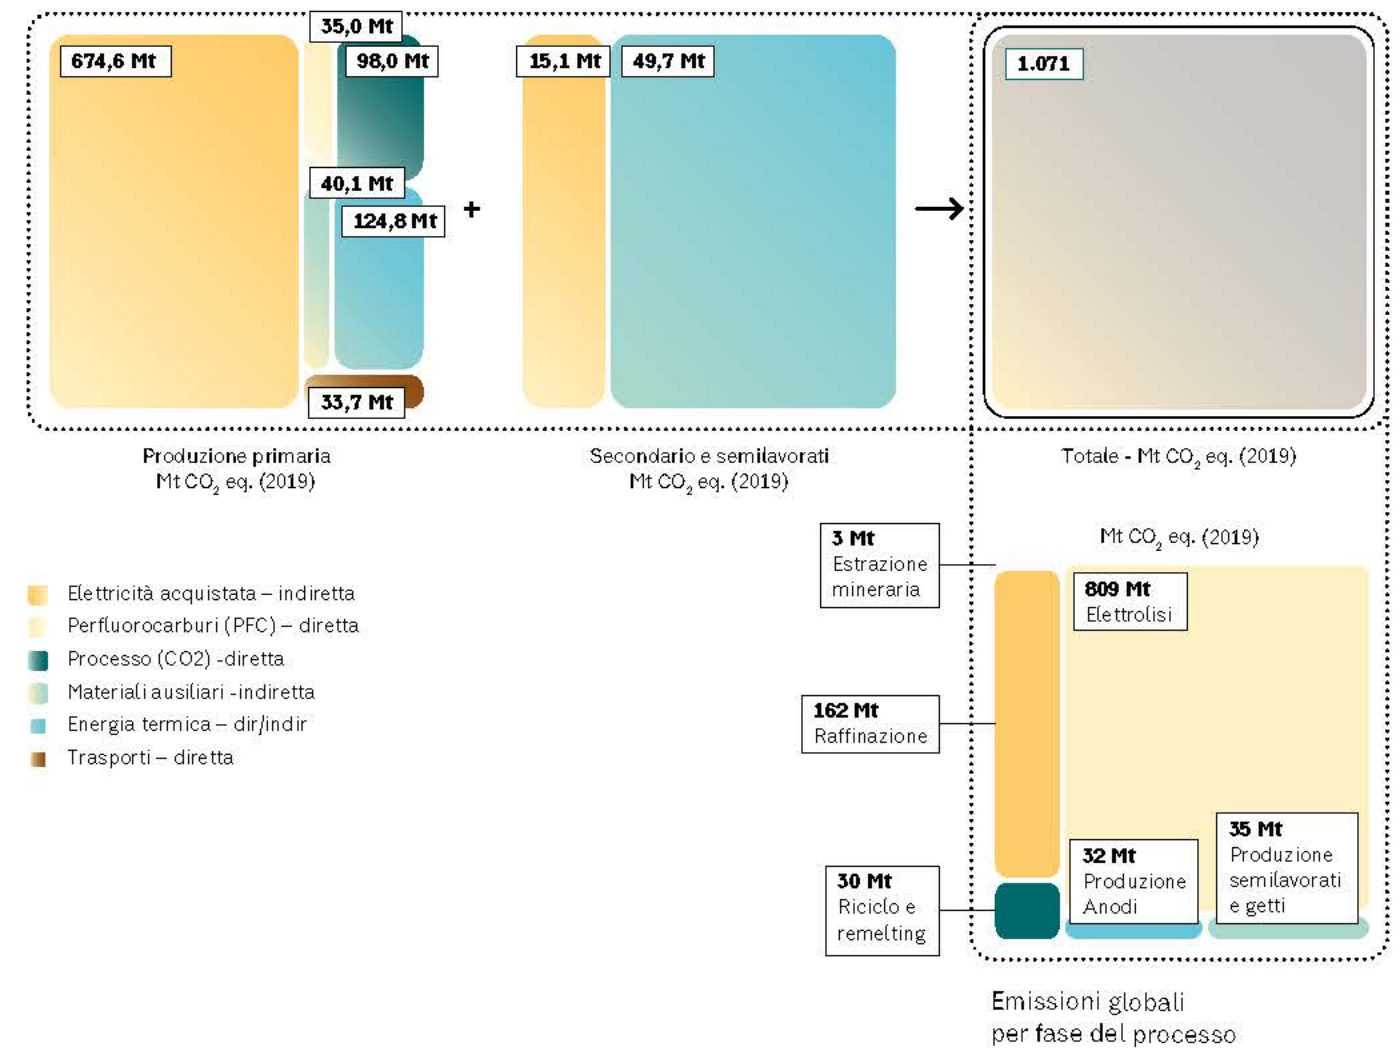 35,0 Mt
674,6 Mt
98,0 Mt
15,1 Mt
49,7 Mt
1.071
40,1 Mt
124,8 Mt
+
33,7 Mt
Produzione primaria
Mt CO2 eq. (2019)
Secondario e semilavorati
Mt CO2 eq. (2019)
Totale - Mt CO2 eq. (2019)
Elettricità acquistata – indiretta
Perfluorocarburi (PFC) – diretta
Processo (CO2) -diretta
Materiali ausiliari -indiretta
Energia termica – dir/indir
Trasporti – diretta
Mt CO2 eq. (2019)
3 Mt
Estrazione
mineraria
809 Mt
Elettrolisi
162 Mt
Raffinazione
30 Mt
Riciclo e
remelting
32 Mt
Produzione
Anodi
35 Mt
Produzione
semilavorati
e getti
Emissioni globali
per fase del processo